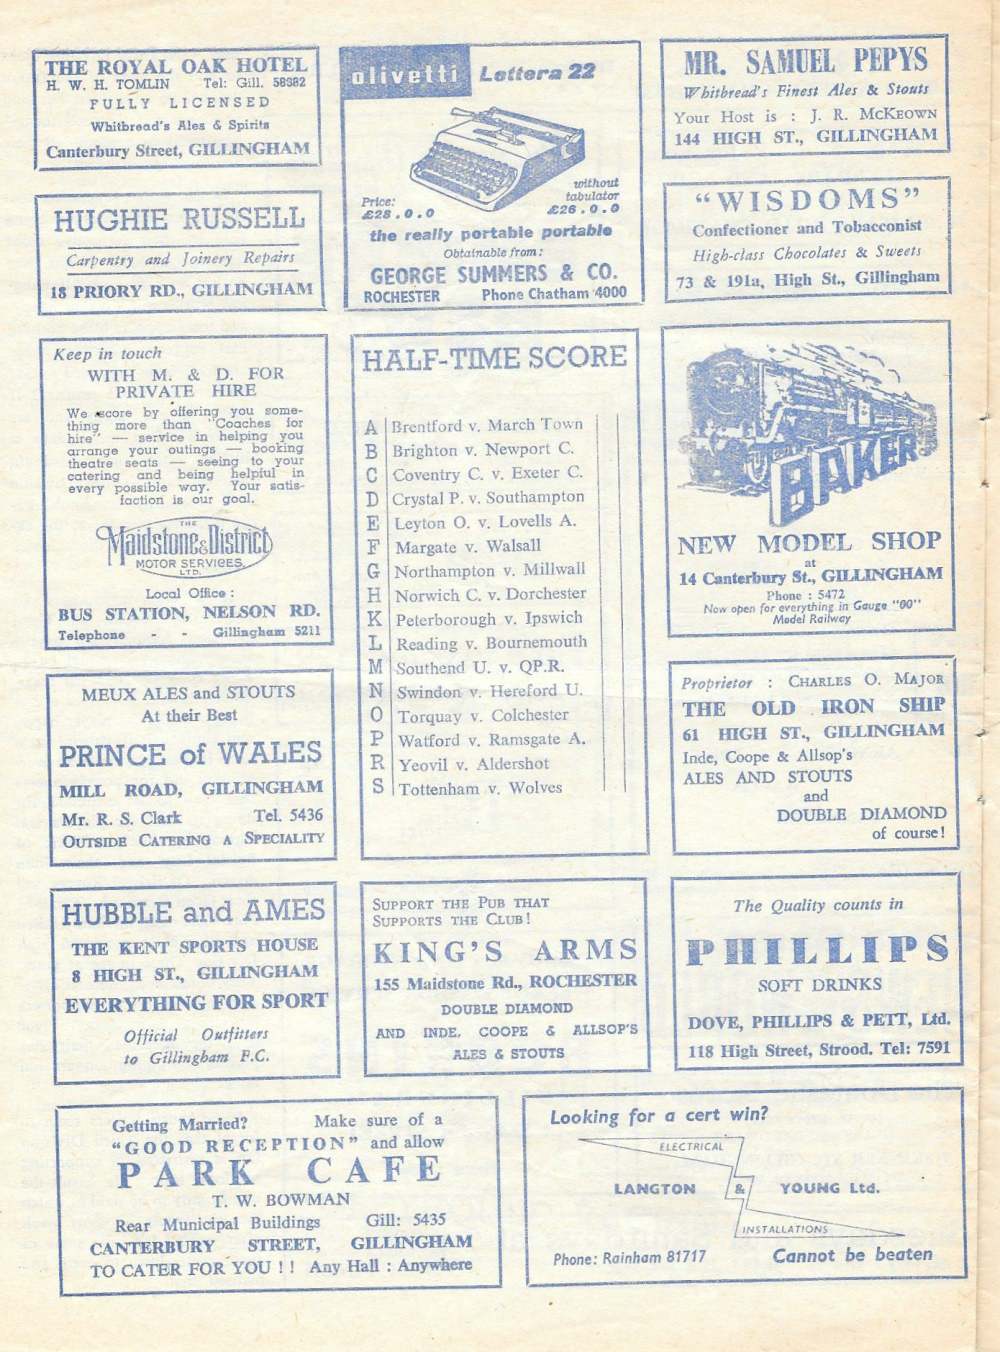 THE ROYAL OAK HOTEL
H. W. H. TOMLIN Tel: Gill. 58382
FULLY LICENSED
Whitbread's Ales & Spirits
Canterbury Street, GILLINGHAM
olivetti Lettera 22
Price:
£28.0.0
without
tabulator
£26.0.0
the really portable portable
Obtainable from:
GEORGE SUMMERS & CO.
ROCHESTER Phone Chatham 4000
MR. SAMUEL PEPYS
Whitbread's Finest Ales & Stouts
Your Host is : J. R. McKEOWN
144 HIGH ST., GILLINGHAM
HUGHIE RUSSELL
Carpentry and Joinery Repairs
18 PRIORY RD., GILLINGHAM
"WISDOMS"
Confectioner and Tobacconist
High-class Chocolates & Sweets
73 & 191a, High St., Gillingham
Keep in touch
WITH M. & D. FOR
PRIVATE HIRE
We score by offering you some-
thing more than "Coaches for
hire" — service in helping you
arrange your outings — booking
theatre seats — seeing to your
catering and being helpful in
every possible way. Your satis-
faction is our goal.
THE
Maidstone & District
MOTOR SERVICES
LTD.
Local Office :
BUS STATION, NELSON RD.
Telephone - - Gillingham 5211
HALF-TIME SCORE
A Brentford v. March Town
B Brighton v. Newport C.
C Coventry C. v. Exeter C.
D Crystal P. v. Southampton
E Leyton O. v. Lovells A.
F Margate v. Walsall
G Northampton v. Millwall
H Norwich C. v. Dorchester
K Peterborough v. Ipswich
L Reading v. Bournemouth
M Southend U. v. QP.R.
N Swindon v. Hereford U.
O Torquay v. Colchester
P Watford v. Ramsgate A.
R Yeovil v. Aldershot
S Tottenham v. Wolves
BAKER
NEW MODEL SHOP
at
14 Canterbury St., GILLINGHAM
Phone : 5472
Now open for everything in Gauge "00"
Model Railway
MEUX ALES and STOUTS
At their Best
PRINCE of WALES
MILL ROAD, GILLINGHAM
Mr. R. S. Clark Tel. 5436
OUTSIDE CATERING A SPECIALITY
Proprietor : CHARLES O. MAJOR
THE OLD IRON SHIP
61 HIGH ST., GILLINGHAM
Inde, Coope & Allsop's
ALES AND STOUTS
and
DOUBLE DIAMOND
of course!
HUBBLE and AMES
THE KENT SPORTS HOUSE
8 HIGH ST., GILLINGHAM
EVERYTHING FOR SPORT
Official Outfitters
to Gillingham F.C.
SUPPORT THE PUB THAT
SUPPORTS THE CLUB!
KING'S ARMS
155 Maidstone Rd., ROCHESTER
DOUBLE DIAMOND
AND INDE, COOPE & ALLSOP'S
ALES & STOUTS
The Quality counts in
PHILLIPS
SOFT DRINKS
DOVE, PHILLIPS & PETT, Ltd.
118 High Street, Strood. Tel: 7591
Getting Married? Make sure of a
"GOOD RECEPTION" and allow
PARK CAFE
T. W. BOWMAN
Rear Municipal Buildings Gill: 5435
CANTERBURY STREET, GILLINGHAM
TO CATER FOR YOU ! ! Any Hall : Anywhere
Looking for a cert win?
ELECTRICAL
LANGTON & YOUNG Ltd.
INSTALLATIONS
Phone: Rainham 81717 Cannot be beaten